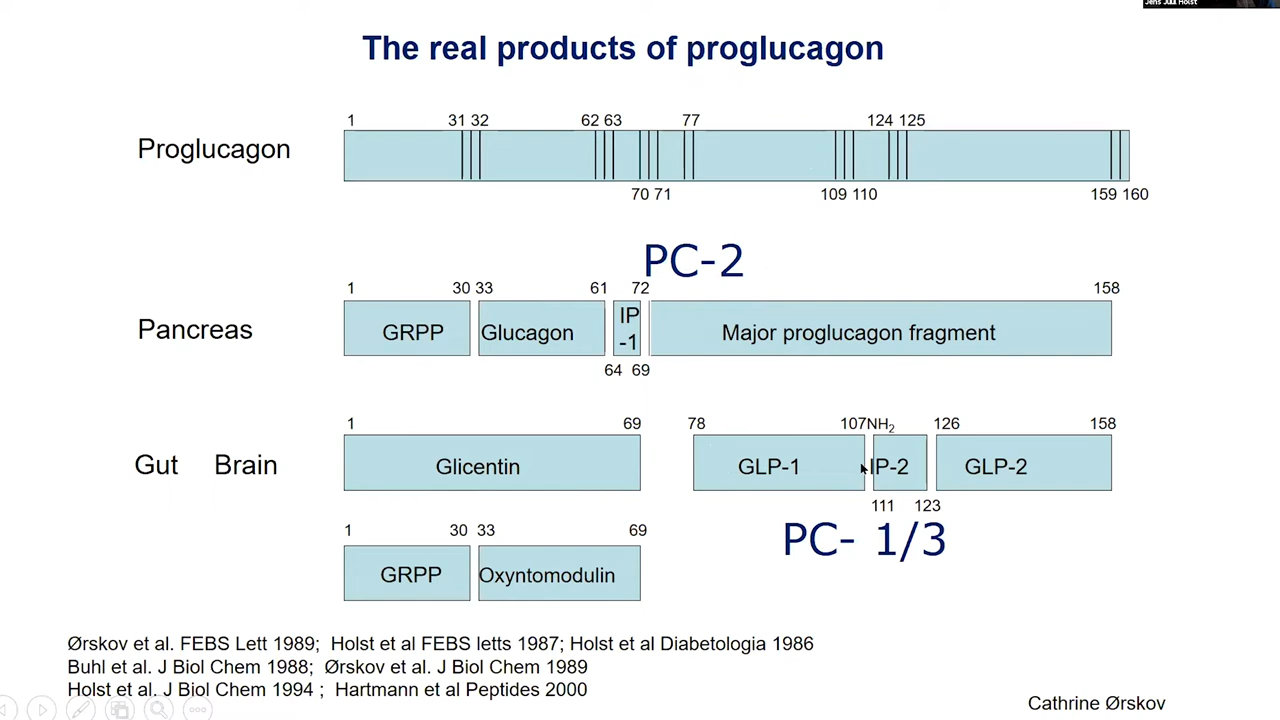 Jens Juul Holst
The real products of proglucagon
1 31 32 62 63 77 124 125
Proglucagon
70 71 109 110 159 160
PC-2
1 30 33 61 72 158
Pancreas
GRPP Glucagon IP -1 Major proglucagon fragment
64 69
1 69 78 107NH2 126 158
Gut Brain
Glicentin GLP-1 IP-2 GLP-2
111 123
1 30 33 69
PC- 1/3
GRPP Oxyntomodulin
Ørskov et al. FEBS Lett 1989; Holst et al FEBS letts 1987; Holst et al Diabetologia 1986
Buhl et al. J Biol Chem 1988; Ørskov et al. J Biol Chem 1989
Holst et al. J Biol Chem 1994 ; Hartmann et al Peptides 2000
Cathrine Ørskov